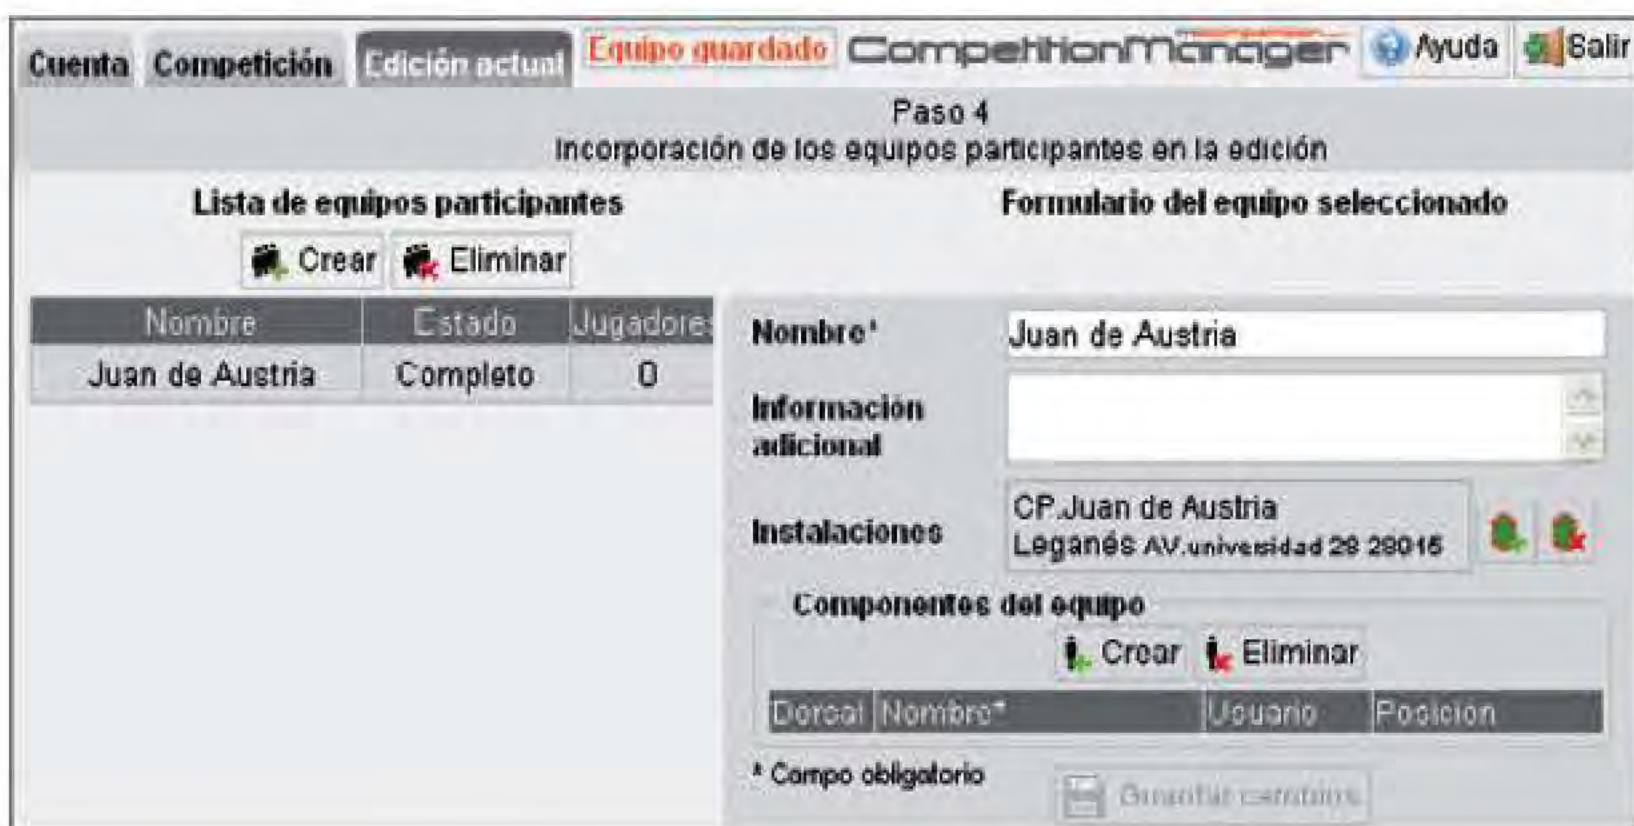 Cuenta Competición Edición actual Equipo guardado CompetitionManager Ayuda Salir
Paso 4
Incorporación de los equipos participantes en la edición
Lista de equipos participantes
Crear Eliminar
Nombre Estado Jugadores
Juan de Austria Completo 0
Formulario del equipo seleccionado
Nombre* Juan de Austria
Información
adicional
Instalaciones
CP.Juan de Austria
Leganés AV.universidad 28 28015
Componentes del equipo
Crear Eliminar
Dorsal Nombre* Usuario Posición
* Campo obligatorio
Guardar cambios